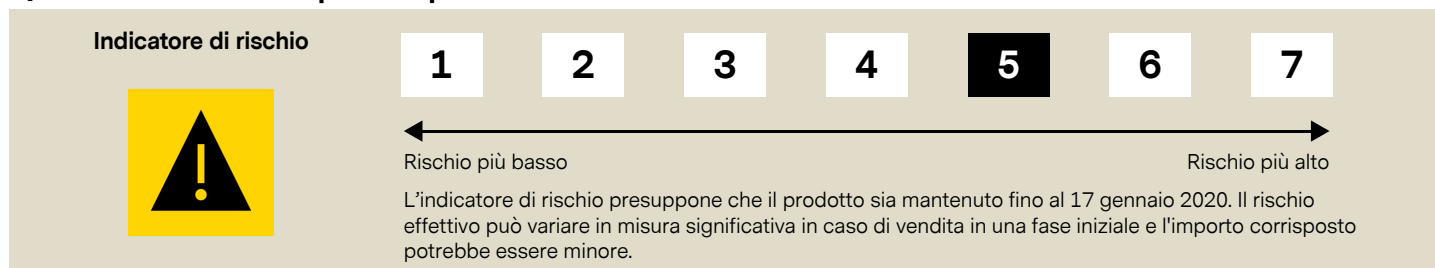 Indicatore di rischio
1 2 3 4 5 6 7
Rischio più basso Rischio più alto
L'indicatore di rischio presuppone che il prodotto sia mantenuto fino al 17 gennaio 2020. Il rischio
effettivo può variare in misura significativa in caso di vendita in una fase iniziale e l'importo corrisposto
potrebbe essere minore.